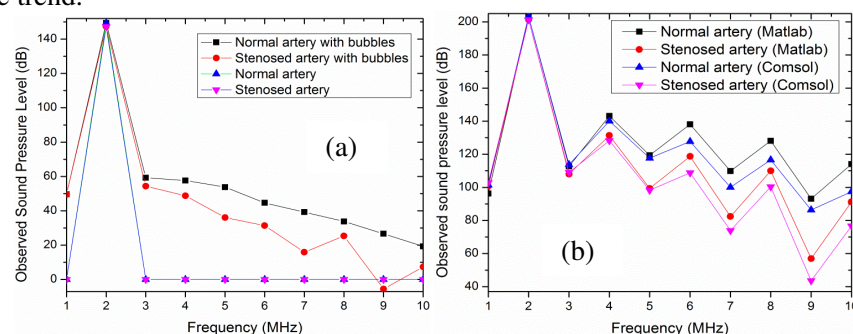 e trend.
Normal artery with bubbles
Stenosed artery with bubbles
Normal artery
Stenosed artery
(a)
Observed Sound Pressure Level (dB)
140
120
100
80
60
40
20
0
1 2 3 4 5 6 7 8 9 10
Frequency (MHz)
Normal artery (Matlab)
Stenosed artery (Matlab)
Normal artery (Comsol)
Stenosed artery (Comsol)
(b)
Observed sound pressure level (dB)
200
180
160
140
120
100
80
60
40
1 2 3 4 5 6 7 8 9 10
Frequency (MHz)